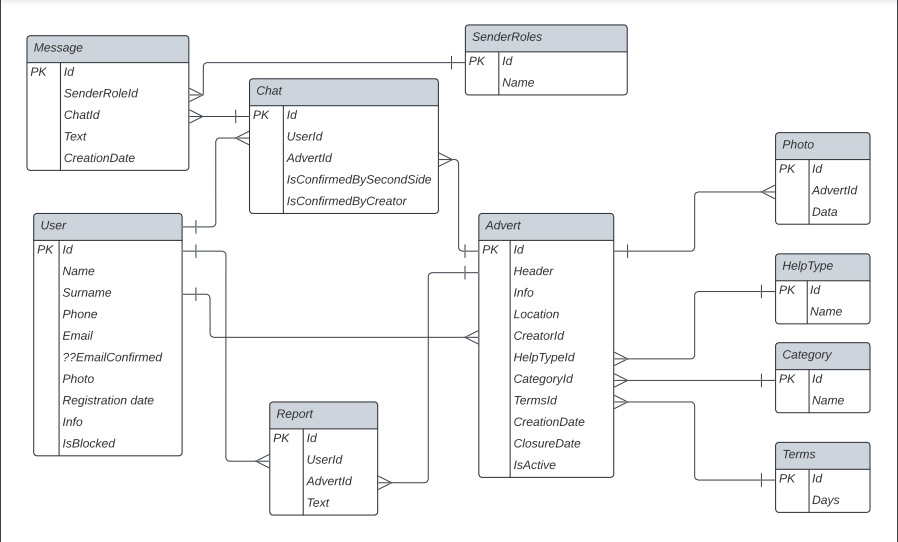 Message
PK Id
SenderRoleId
ChatId
Text
CreationDate
SenderRoles
PK Id
Name
Chat
PK Id
UserId
AdvertId
IsConfirmedBySecondSide
IsConfirmedByCreator
Photo
PK Id
AdvertId
Data
User
PK Id
Name
Surname
Phone
Email
??EmailConfirmed
Photo
Registration date
Info
IsBlocked
Advert
PK Id
Header
Info
Location
CreatorId
HelpTypeId
CategoryId
TermsId
CreationDate
ClosureDate
IsActive
HelpType
PK Id
Name
Category
PK Id
Name
Report
PK Id
UserId
AdvertId
Text
Terms
PK Id
Days